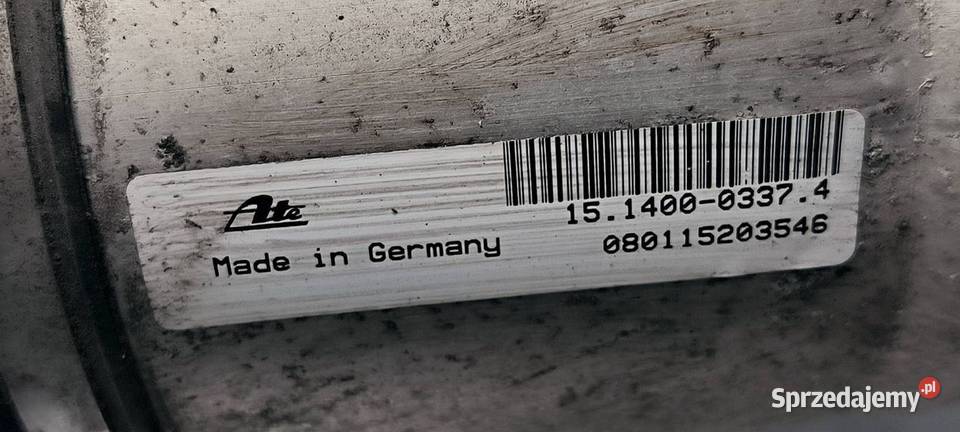 Ate
15.1400-0337.4
Made in Germany
080115203546
Sprzedajemy.pl